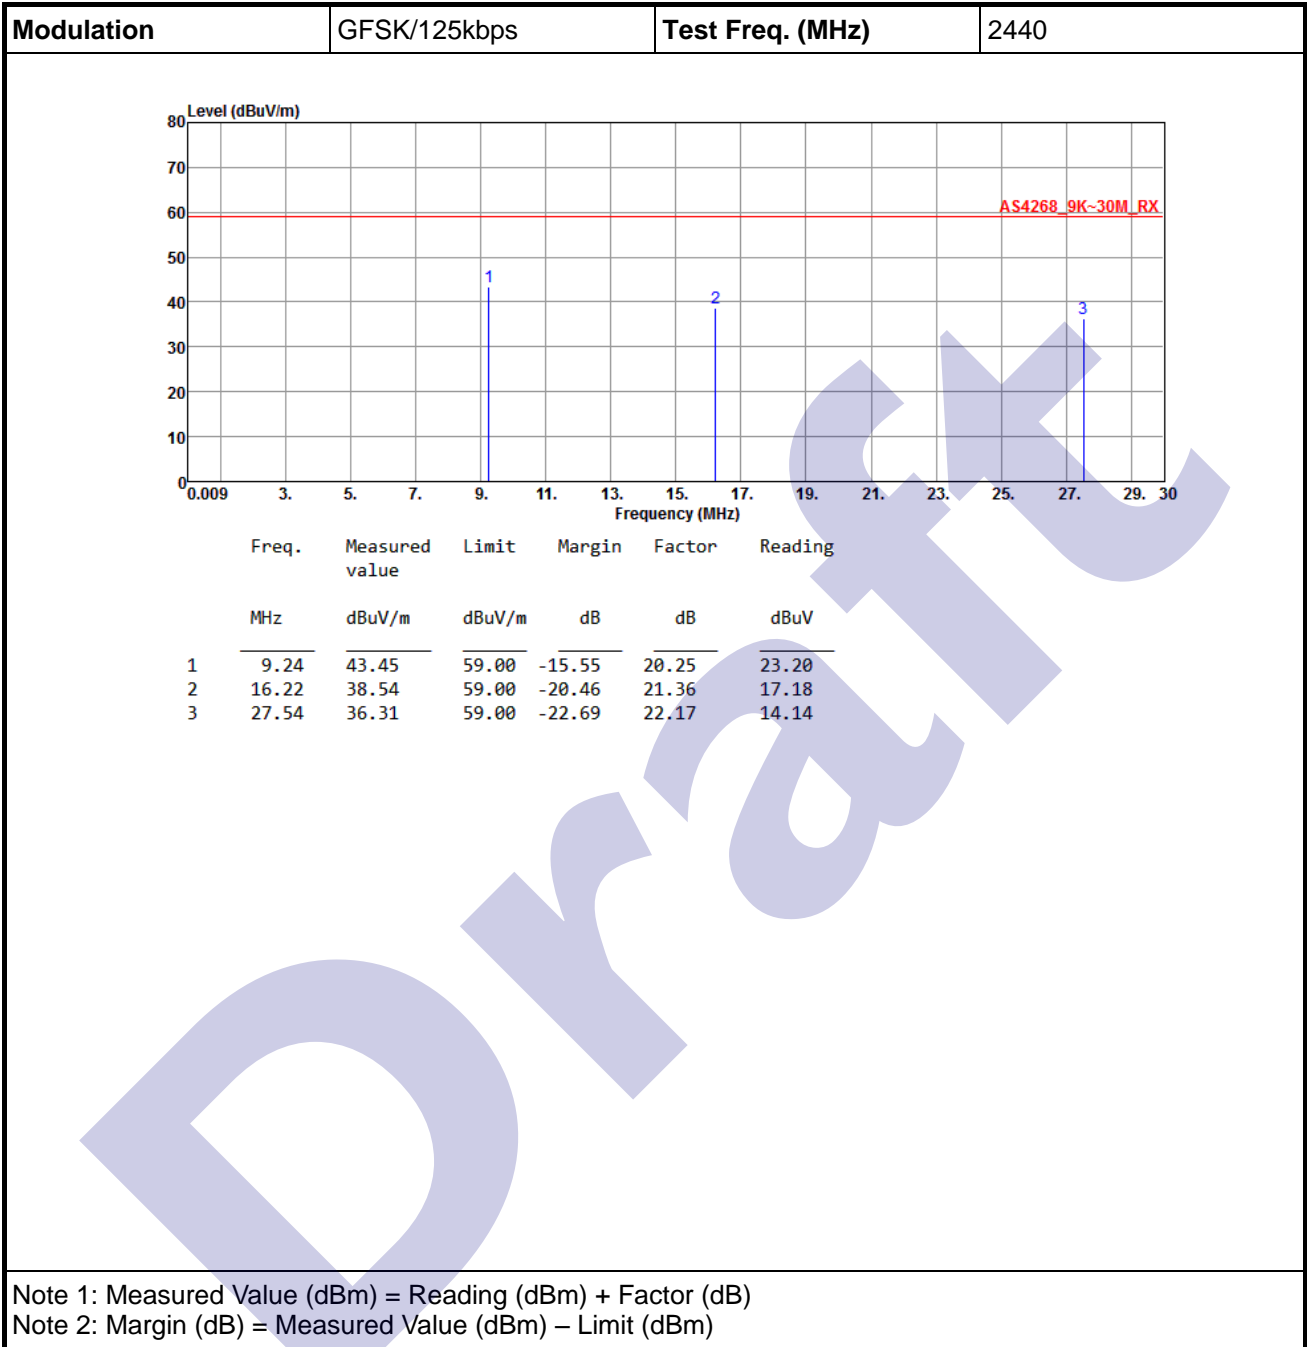 Modulation GFSK/125kbps Test Freq. (MHz) 2440
Level (dBuV/m)
80
70
60
AS4268_9K~30M_RX
50
1
40
2
3
30
20
10
0
0.009 3. 5. 7. 9. 11. 13. 15. 17. 19. 21. 23. 25. 27. 29. 30
Frequency (MHz)
Freq. Measured Limit Margin Factor Reading
value
MHz dBuV/m dBuV/m dB dB dBuV
1 9.24 43.45 59.00 -15.55 20.25 23.20
2 16.22 38.54 59.00 -20.46 21.36 17.18
3 27.54 36.31 59.00 -22.69 22.17 14.14
Draft
Note 1: Measured Value (dBm) = Reading (dBm) + Factor (dB)
Note 2: Margin (dB) = Measured Value (dBm) – Limit (dBm)